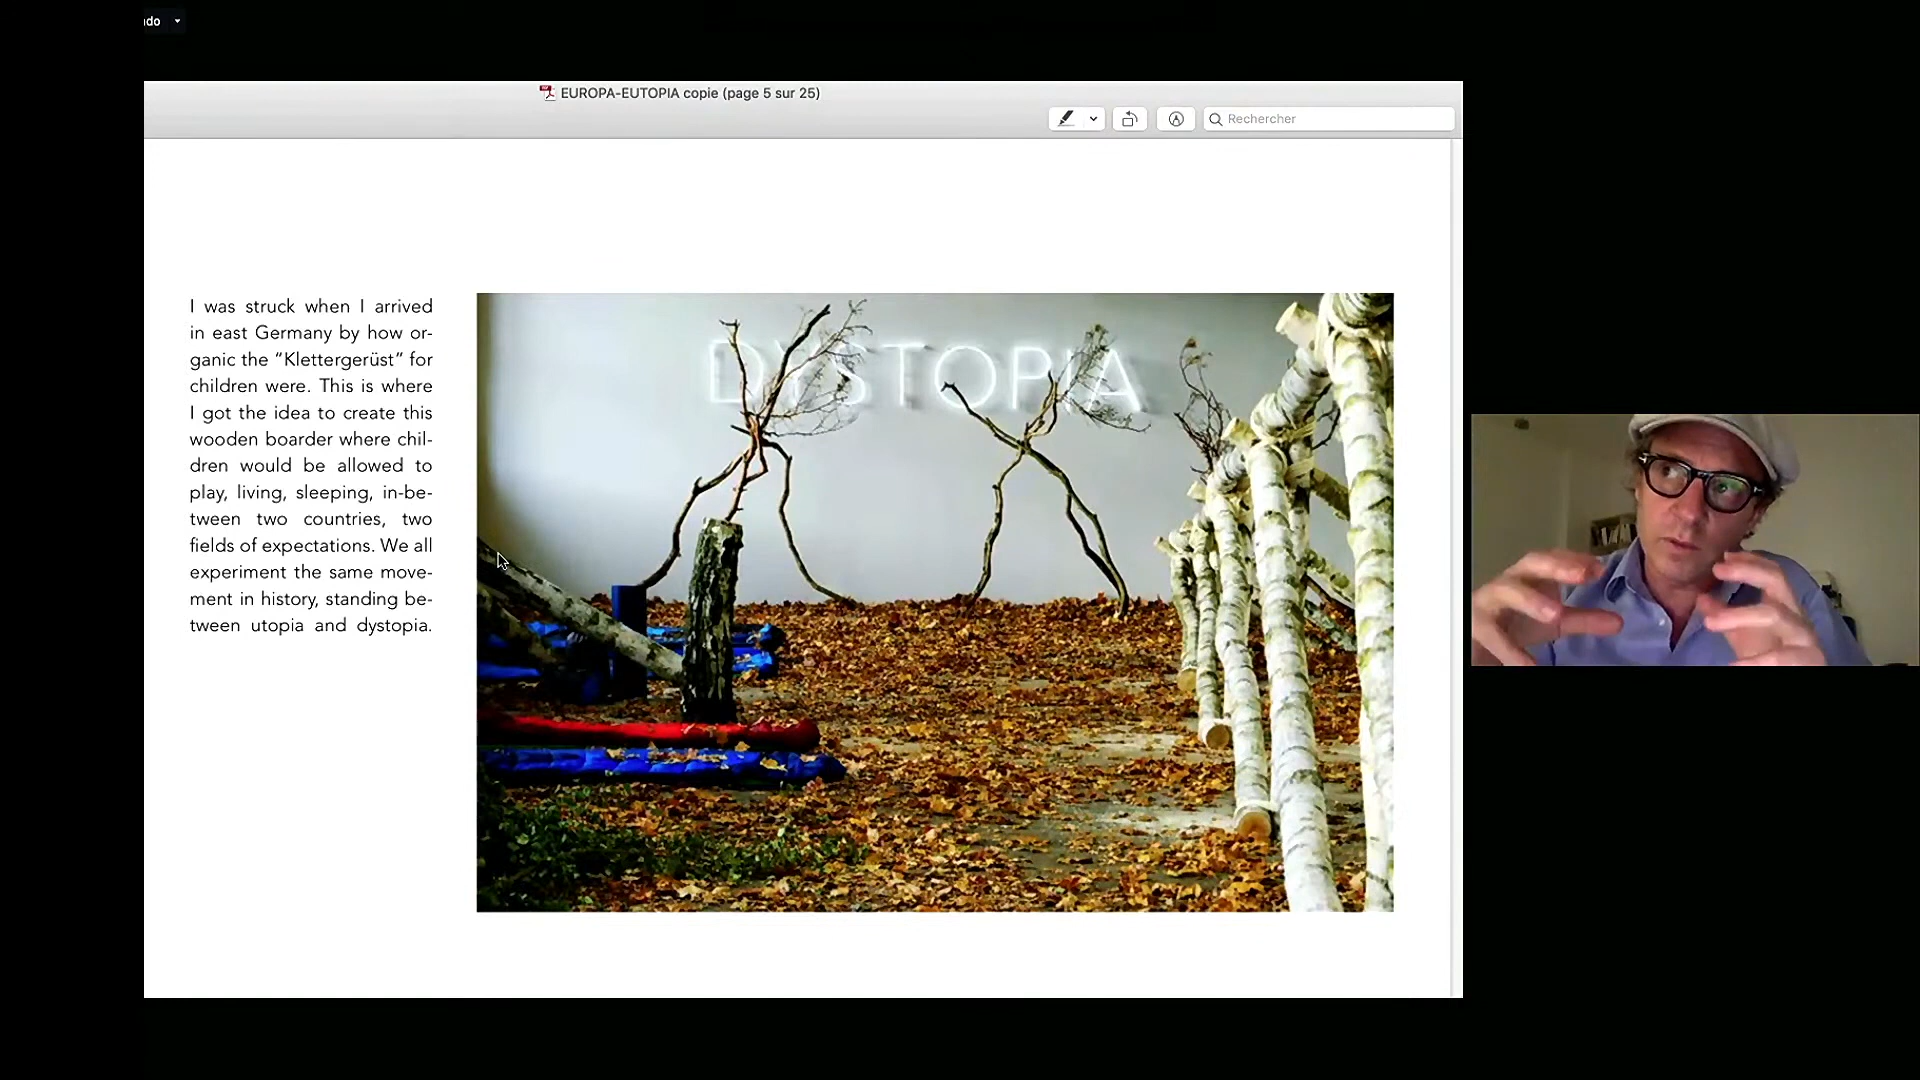 EUROPA-EUTOPIA copie (page 5 sur 25)
Rechercher
I was struck when I arrived
in east Germany by how or-
ganic the “Klettergerüst” for
children were. This is where
I got the idea to create this
wooden boarder where chil-
dren would be allowed to
play, living, sleeping, in-be-
tween two countries, two
fields of expectations. We all
experiment the same move-
ment in history, standing be-
tween utopia and dystopia.
DYSTOPIA